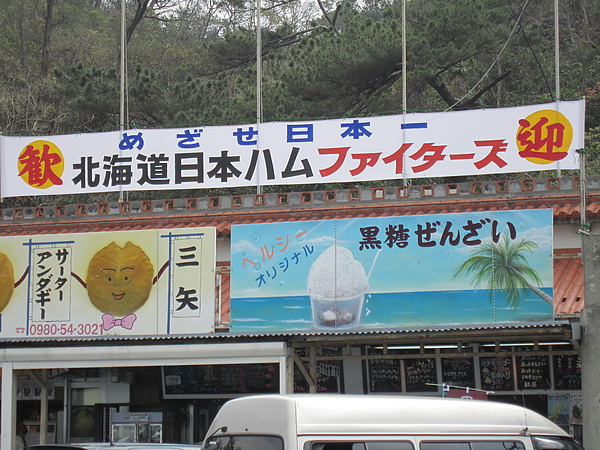 めざせ日本一
歓 北海道日本ハムファイターズ 迎
サーター
アンダギー
三矢
☎ 0980-54-3021
ヘルシー
オリジナル
黒糖ぜんざい